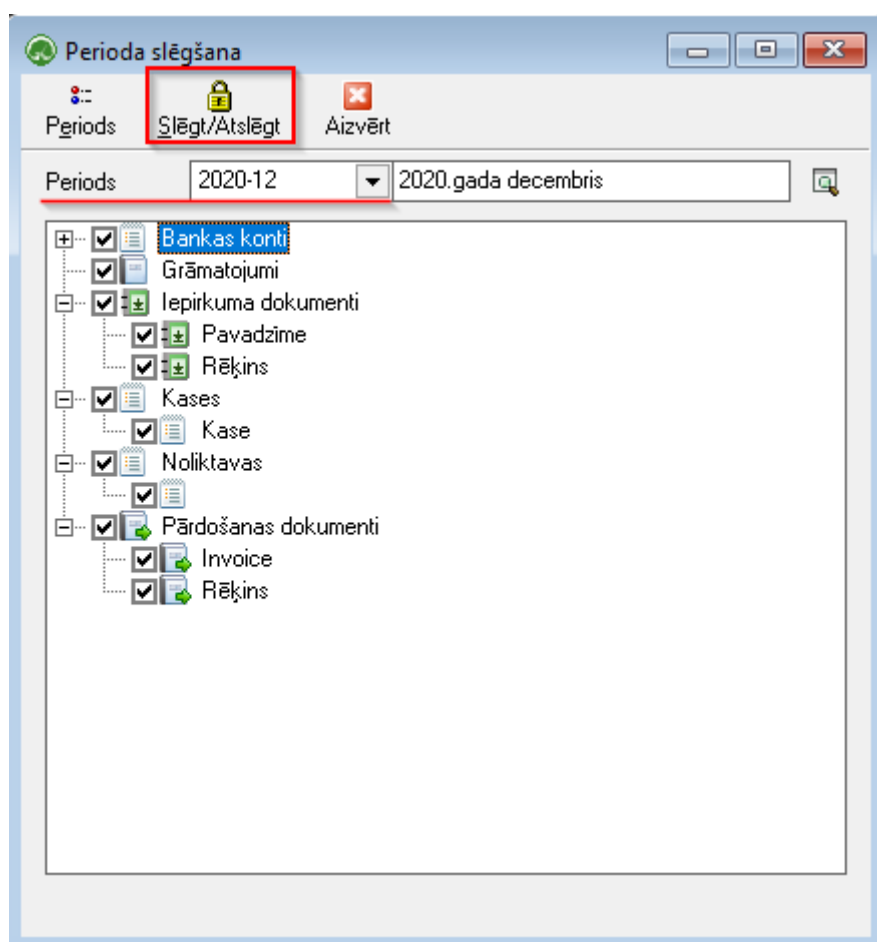 Perioda slēgšana
Periods Slēgt/Atslēgt Aizvērt
Periods 2020-12 2020.gada decembris
Bankas konti
Grāmatojumi
Iepirkuma dokumenti
Pavadzīme
Rēķins
Kases
Kase
Noliktavas
Pārdošanas dokumenti
Invoice
Rēķins